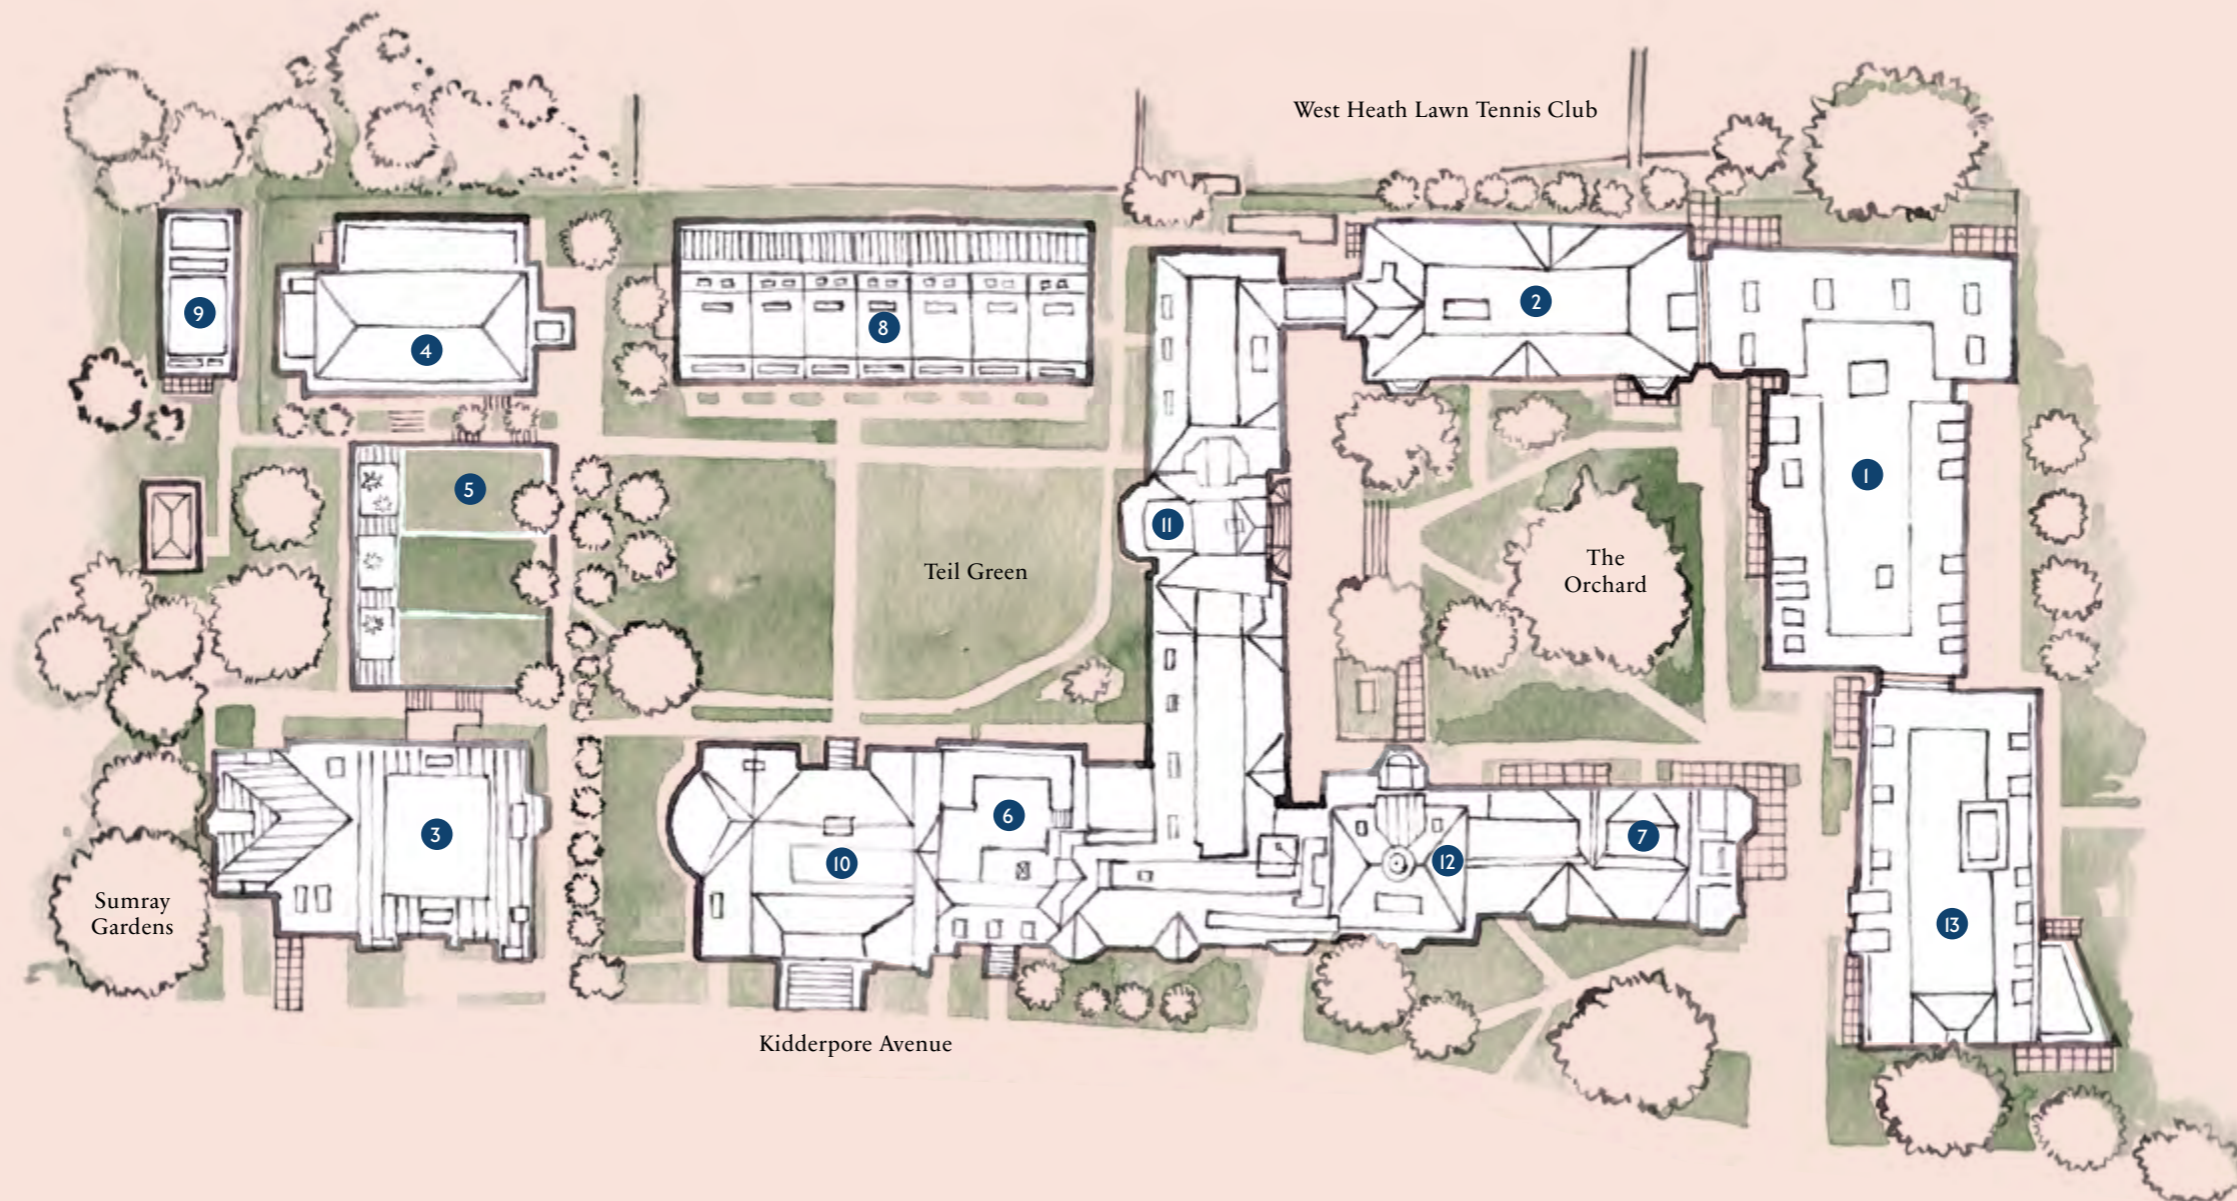 West Heath Lawn Tennis Club
2
9
8
4
1
5
11
Teil Green
The
Orchard
6
3
7
12
10
Sumray
Gardens
13
Kidderpore Avenue